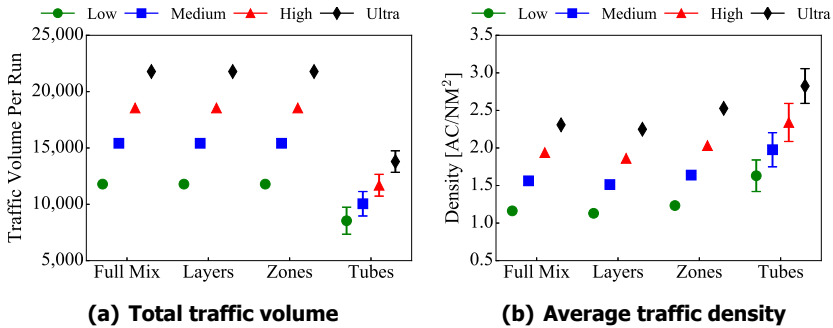 Low Medium High Ultra
25,000
20,000
15,000
10,000
5,000
Traffic Volume Per Run
Full Mix Layers Zones Tubes
(a) Total traffic volume
Low Medium High Ultra
3.5
3.0
2.5
2.0
1.5
1.0
0.5
Density [AC/NM²]
Full Mix Layers Zones Tubes
(b) Average traffic density